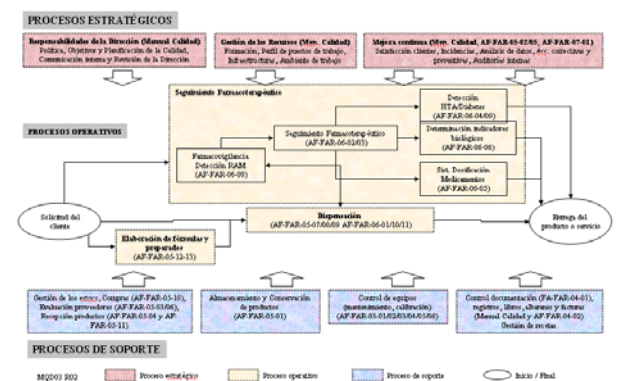 PROCESOS ESTRATÉGICOS
Responsabilidades de la Dirección (Manual Calidad)
Política, Objetivos y Planificación de la Calidad,
Comunicación interna y Revisión de la Dirección
Gestión de los Recursos (Man. Calidad)
Formación, Perfil de puestos de trabajo,
Infraestructura, Ambiente de trabajo
Mejora continua (Man. Calidad, AF-FAR-05-02/05, AF-FAR-07-01)
Satisfacción clientes, Incidencias, Análisis de datos, Acc. correctivas y
preventivas, Auditorías internas
Seguimiento Farmacoterapéutico
PROCESOS OPERATIVOS
Detección
HTA/Diabetes
(AF-FAR-06-04/09)
Seguimiento Farmacoterapéutico
(AF-FAR-06-02/03)
Determinación indicadores
biológicos
(AF-FAR-06-06)
Farmacovigilancia
Detección RAM
(AF-FAR-06-08)
Sist. Dosificación
Medicamentos
(AF-FAR-06-05)
Solicitud del
cliente
Dispensación
(AF-FAR-05-07/08/09 AF-FAR-06-01/10/11)
Entrega del
producto o servicio
Elaboración de fórmulas y
preparados
(AF-FAR-05-12-13)
Gestión de los Compras (AF-FAR-05-10),
Evaluación proveedores (AF-FAR-05-03/06),
Recepción productos (AF-FAR-05-04 y AF-
FAR-05-11)
Almacenamiento y Conservación
de productos
(AF-FAR-05-01)
Control de equipos
(mantenimiento, calibración)
(AF-FAR-03-01/02/03/04/05/06)
Control documentación (FA-FAR-04-01),
registros, libros, albaranes y facturas
(Manual Calidad y AF-FAR-04-02)
Gestión de recetas
PROCESOS DE SOPORTE
MQD03 R02
Proceso estratégico
Proceso operativo
Proceso de soporte
Inicio / Final